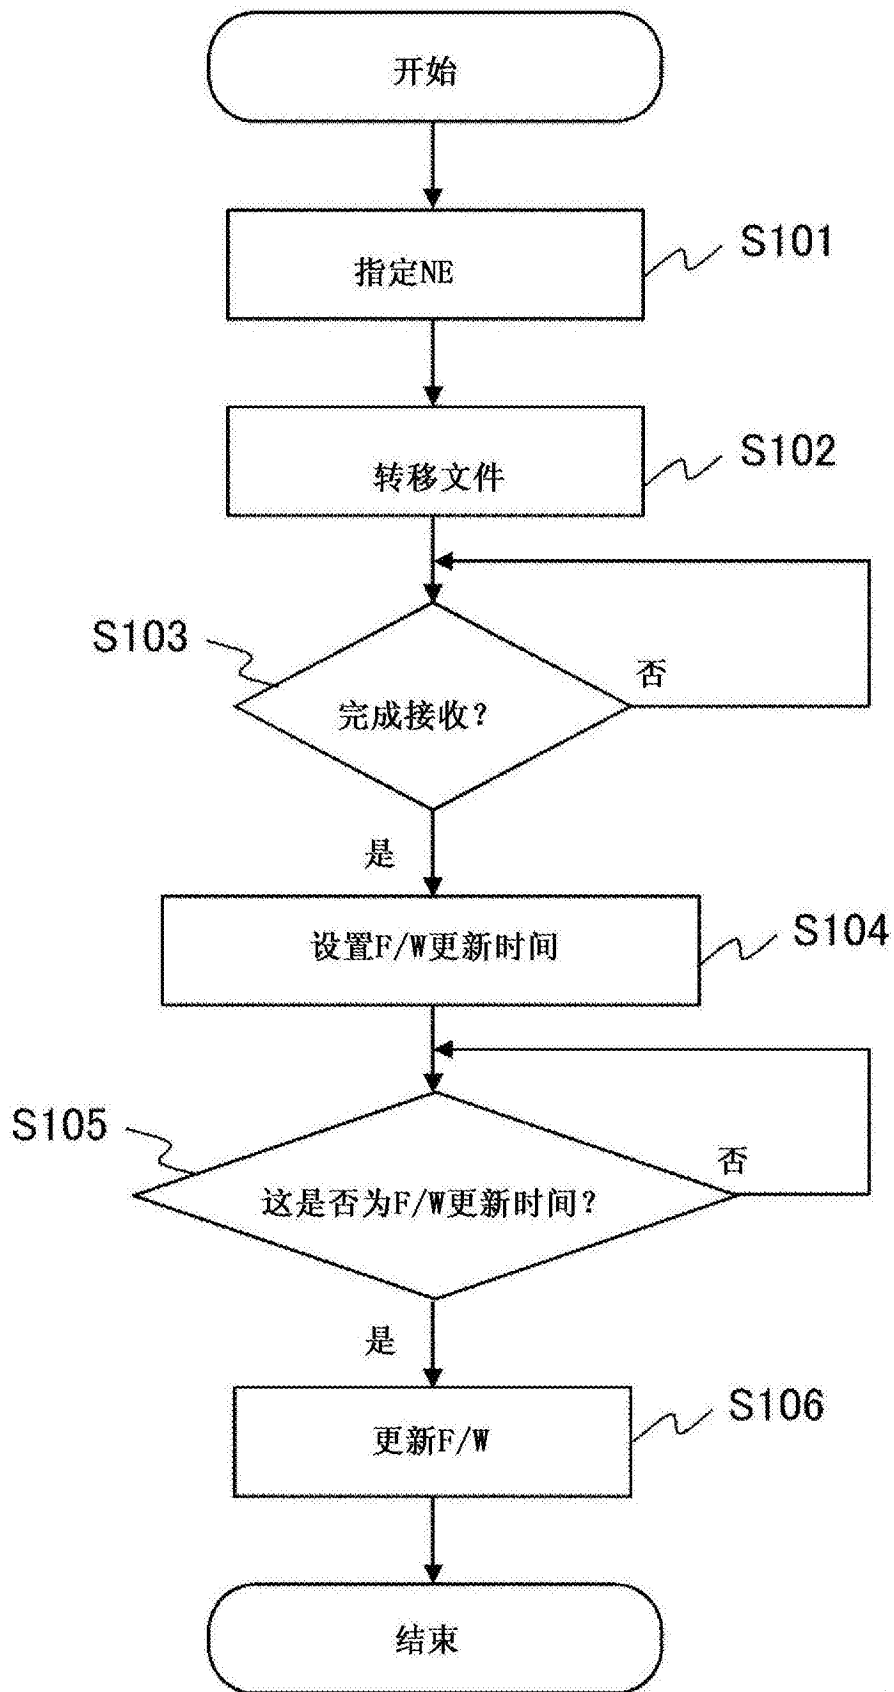 开始
指定NE
S101
转移文件
S102
S103
完成接收?
否
是
设置F/W更新时间
S104
S105
这是否为F/W更新时间?
否
是
更新F/W
S106
结束